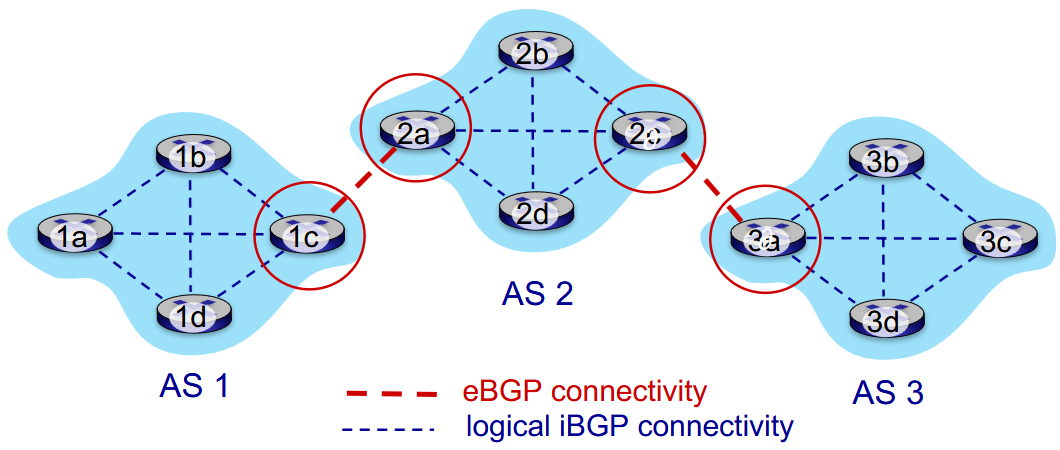 2b
2a
2c
2d
1b
1a
1c
1d
3b
3a
3c
3d
AS 2
AS 1
AS 3
eBGP connectivity
logical iBGP connectivity